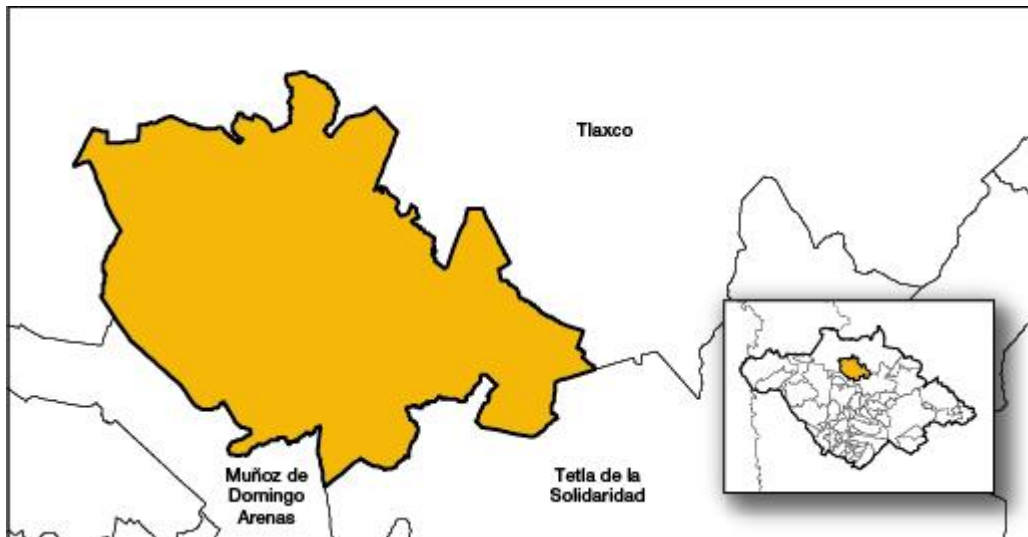 Tlaxco
Muñoz de
Domingo
Arenas
Tetla de la
Solidaridad